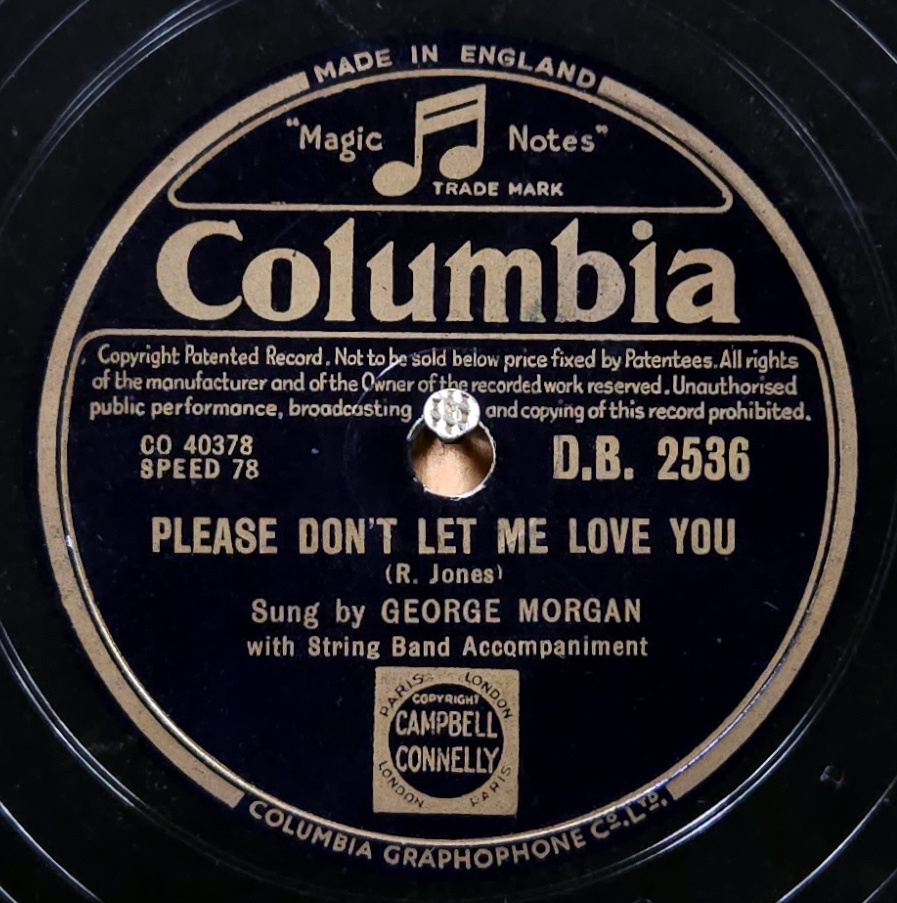 MADE IN ENGLAND
"Magic Notes"
TRADE MARK
Columbia
Copyright Patented Record. Not to be sold below price fixed by Patentees. All rights
of the manufacturer and of the Owner of the recorded work reserved. Unauthorised
public performance, broadcasting and copying of this record prohibited.
CO 40378
SPEED 78
D.B. 2536
PLEASE DON'T LET ME LOVE YOU
(R. Jones)
Sung by GEORGE MORGAN
with String Band Accompaniment
PARIS LONDON
COPYRIGHT
CAMPBELL
CONNELLY
LONDON PARIS
COLUMBIA GRAPHOPHONE Co. LTD.